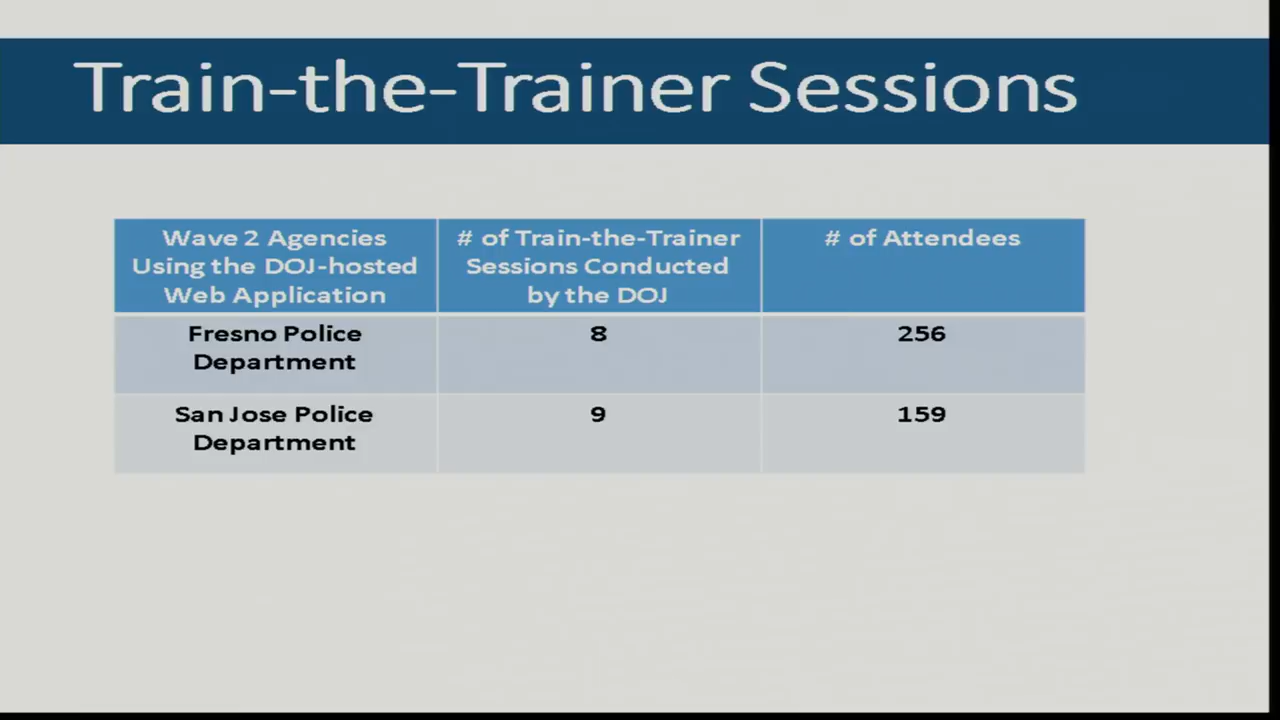 Train-the-Trainer Sessions
Wave 2 Agencies
Using the DOJ-hosted
Web Application
# of Train-the-Trainer
Sessions Conducted
by the DOJ
# of Attendees
Fresno Police
Department
8
256
San Jose Police
Department
9
159